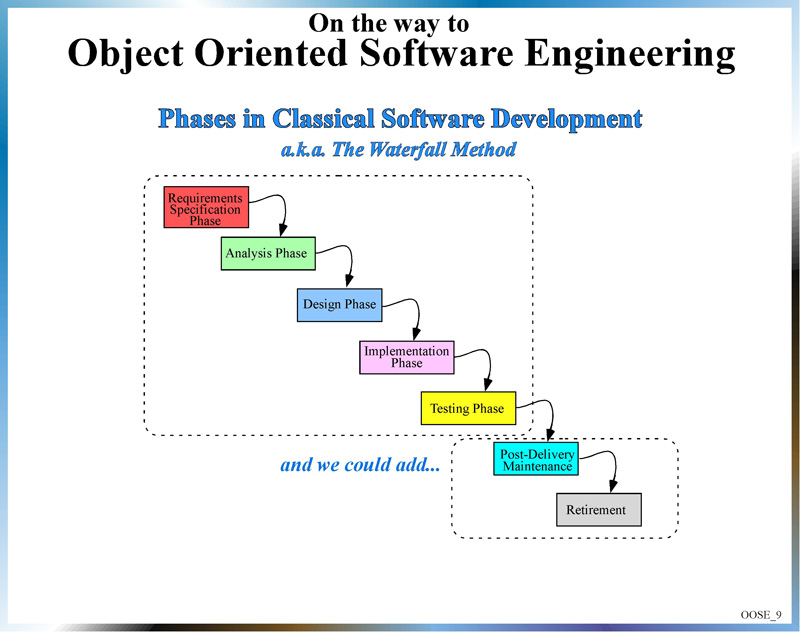 On the way to
Object Oriented Software Engineering
Phases in Classical Software Development
a.k.a. The Waterfall Method
Requirements
Specification
Phase
Analysis Phase
Design Phase
Implementation
Phase
Testing Phase
Post-Delivery
Maintenance
and we could add...
Retirement
OOSE_9